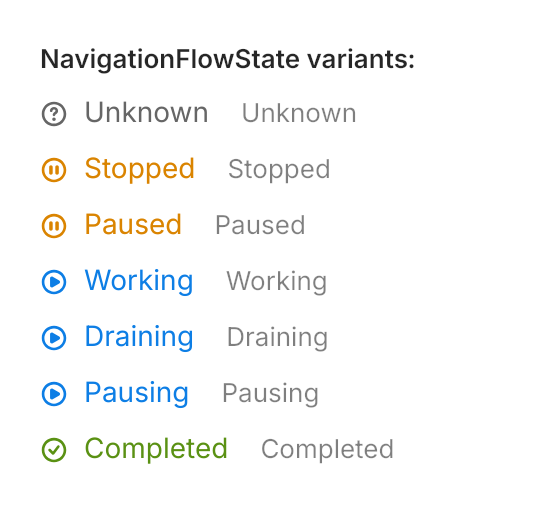 NavigationFlowState variants:
Unknown Unknown
Stopped Stopped
Paused Paused
Working Working
Draining Draining
Pausing Pausing
Completed Completed